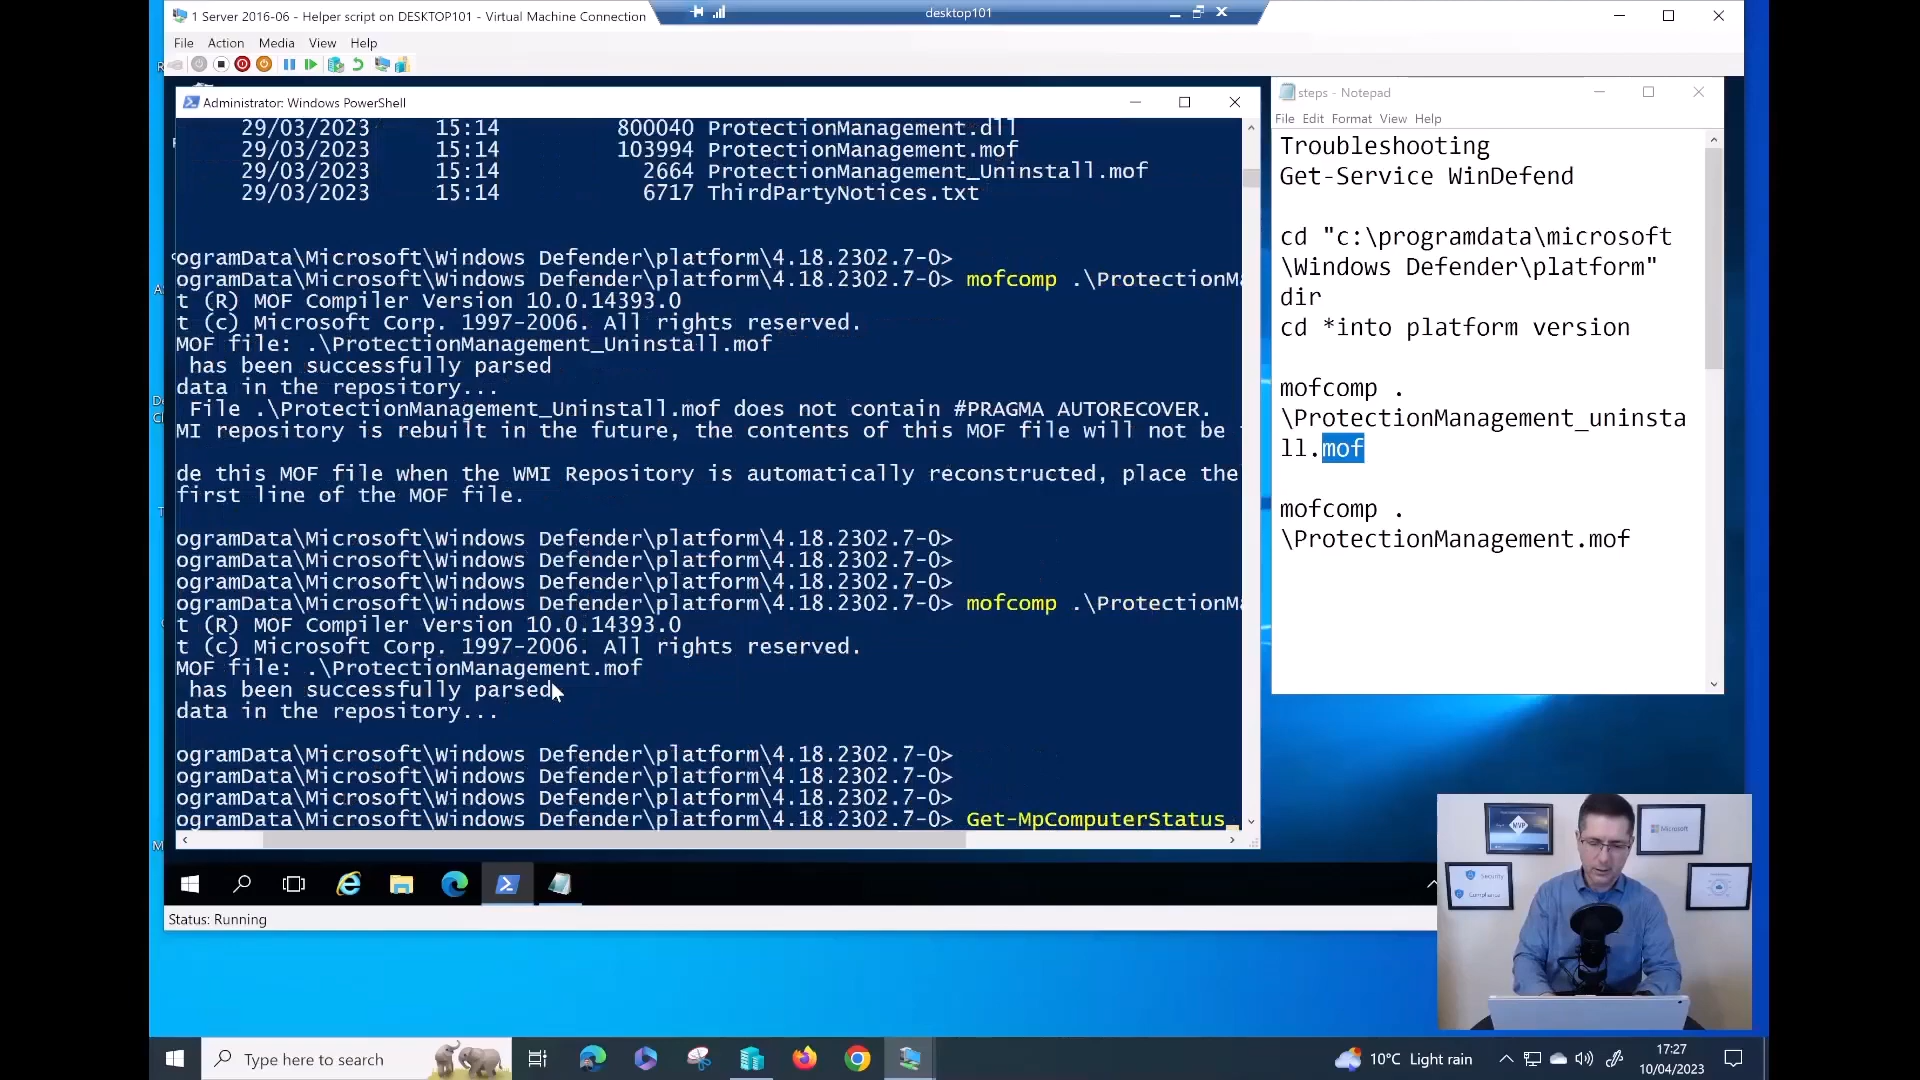 1 Server 2016-06 - Helper script on DESKTOP101 - Virtual Machine Connection
desktop101
File Action Media View Help
Administrator: Windows PowerShell
29/03/2023 15:14 800040 ProtectionManagement.dll
29/03/2023 15:14 103994 ProtectionManagement.mof
29/03/2023 15:14 2664 ProtectionManagement_Uninstall.mof
29/03/2023 15:14 6717 ThirdPartyNotices.txt
ogramData\Microsoft\Windows Defender\platform\4.18.2302.7-0>
ogramData\Microsoft\Windows Defender\platform\4.18.2302.7-0> mofcomp .\ProtectionMa
t (R) MOF Compiler Version 10.0.14393.0
t (c) Microsoft Corp. 1997-2006. All rights reserved.
MOF file: .\ProtectionManagement_Uninstall.mof
has been successfully parsed
data in the repository...
File .\ProtectionManagement_Uninstall.mof does not contain #PRAGMA AUTORECOVER.
MI repository is rebuilt in the future, the contents of this MOF file will not be
de this MOF file when the WMI Repository is automatically reconstructed, place the
first line of the MOF file.
ogramData\Microsoft\Windows Defender\platform\4.18.2302.7-0>
ogramData\Microsoft\Windows Defender\platform\4.18.2302.7-0>
ogramData\Microsoft\Windows Defender\platform\4.18.2302.7-0>
ogramData\Microsoft\Windows Defender\platform\4.18.2302.7-0> mofcomp .\ProtectionMa
t (R) MOF Compiler Version 10.0.14393.0
t (c) Microsoft Corp. 1997-2006. All rights reserved.
MOF file: .\ProtectionManagement.mof
has been successfully parsed
data in the repository...
ogramData\Microsoft\Windows Defender\platform\4.18.2302.7-0>
ogramData\Microsoft\Windows Defender\platform\4.18.2302.7-0>
ogramData\Microsoft\Windows Defender\platform\4.18.2302.7-0>
ogramData\Microsoft\Windows Defender\platform\4.18.2302.7-0> Get-MpComputerStatus
steps - Notepad
File Edit Format View Help
Troubleshooting
Get-Service WinDefend
cd "c:\programdata\microsoft
\Windows Defender\platform"
dir
cd *into platform version
mofcomp .
\ProtectionManagement_uninsta
ll.mof
mofcomp .
\ProtectionManagement.mof
MVP
Microsoft
Security
Compliance
Status: Running
Type here to search
10°C Light rain
17:27
10/04/2023